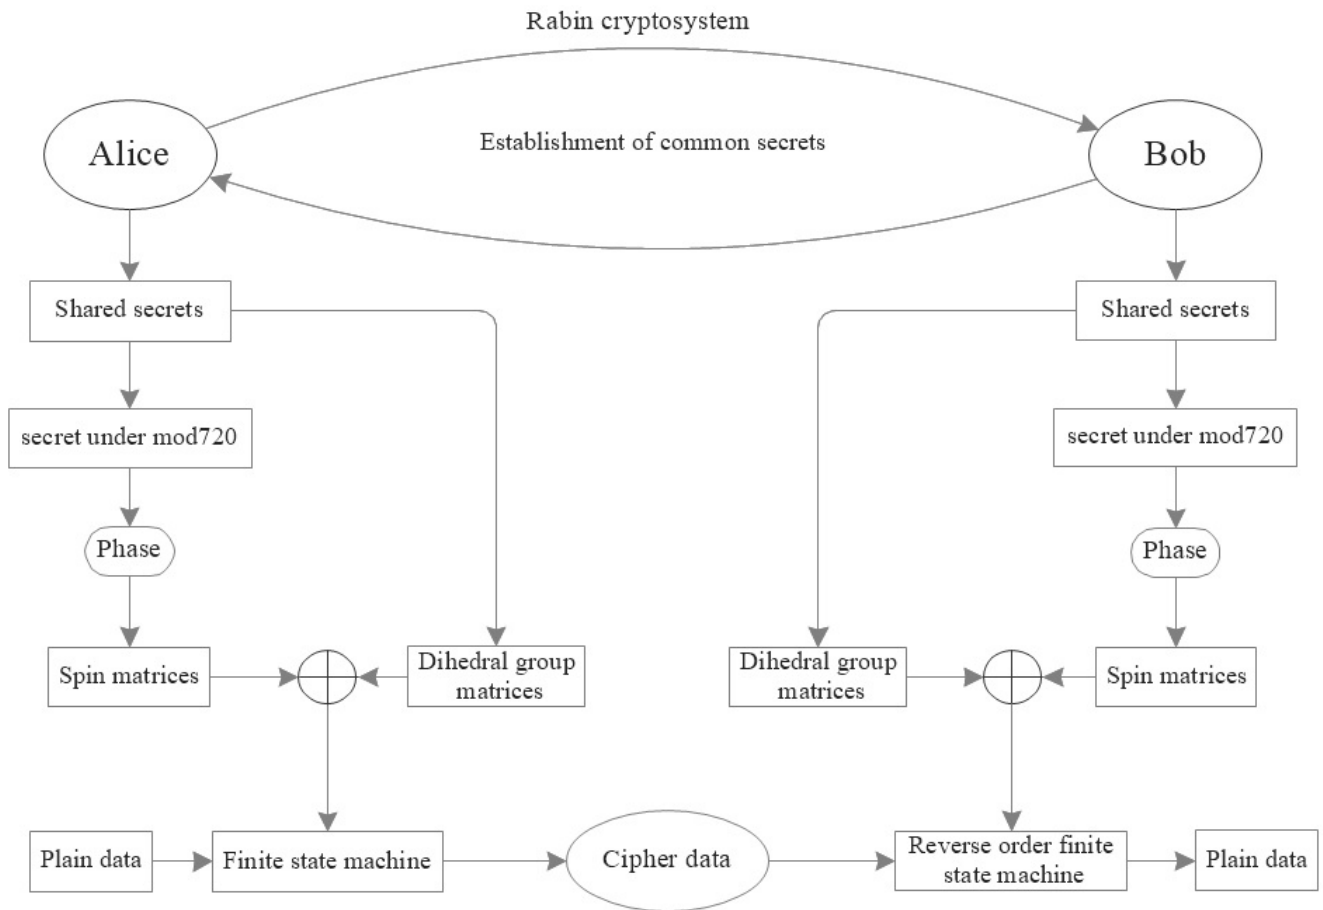 Rabin cryptosystem
Alice
Establishment of common secrets
Bob
Shared secrets
Shared secrets
secret under mod720
secret under mod720
Phase
Phase
Spin matrices
Dihedral group
matrices
Dihedral group
matrices
Spin matrices
Plain data
Finite state machine
Cipher data
Reverse order finite
state machine
Plain data